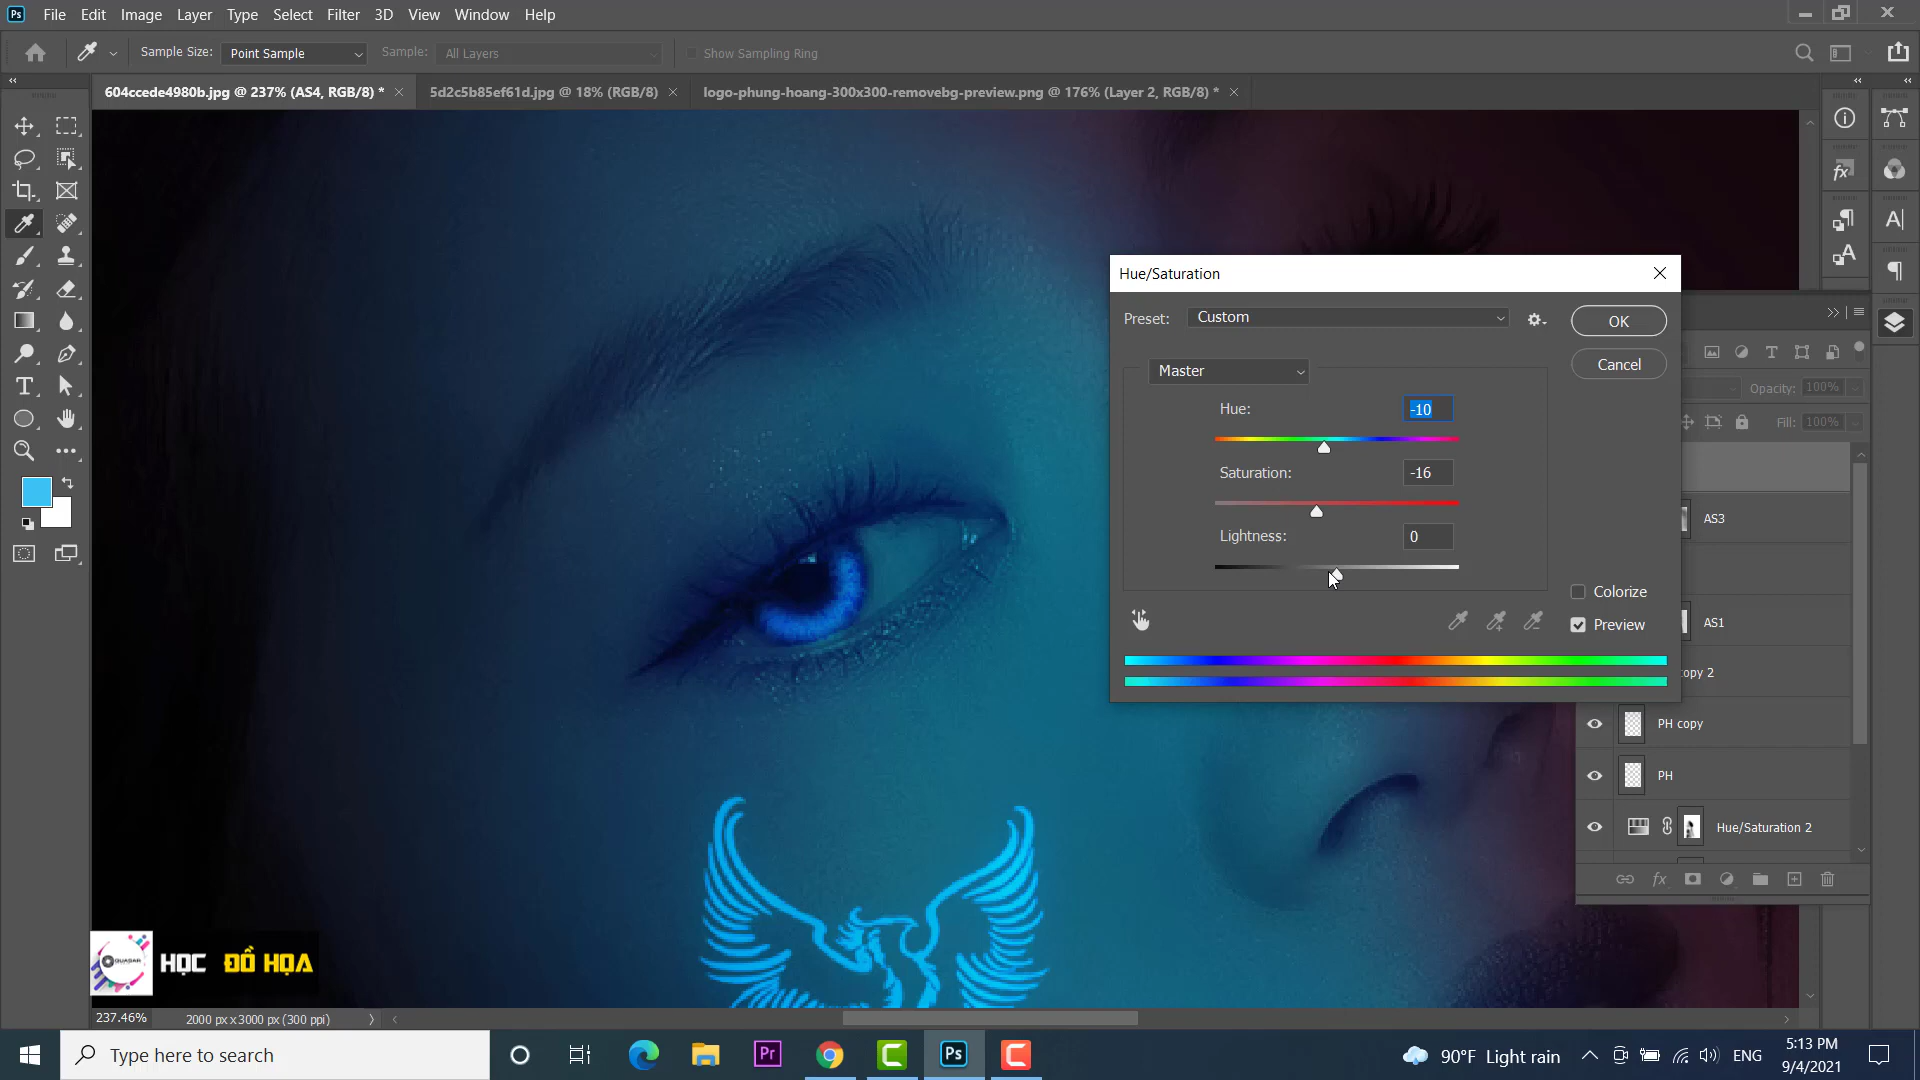 File Edit Image Layer Type Select Filter 3D View Window Help
Sample Size: Point Sample Sample: All Layers Show Sampling Ring
604ccede4980b.jpg @ 237% (AS4, RGB/8) * 5d2c5b85ef61d.jpg @ 18% (RGB/8) logo-phung-hoang-300x300-removebg-preview.png @ 176% (Layer 2, RGB/8) *
Hue/Saturation
Preset: Custom
OK
Master
Cancel
Hue: -10
Saturation: -16
Lightness: 0
Colorize
Preview
Opacity: 100%
Fill: 100%
AS3
AS1
opy 2
PH copy
PH
Hue/Saturation 2
QUASAR
HỌC ĐỒ HỌA
237.46% 2000 px x 3000 px (300 ppi)
Type here to search
90°F Light rain
ENG
5:13 PM
9/4/2021